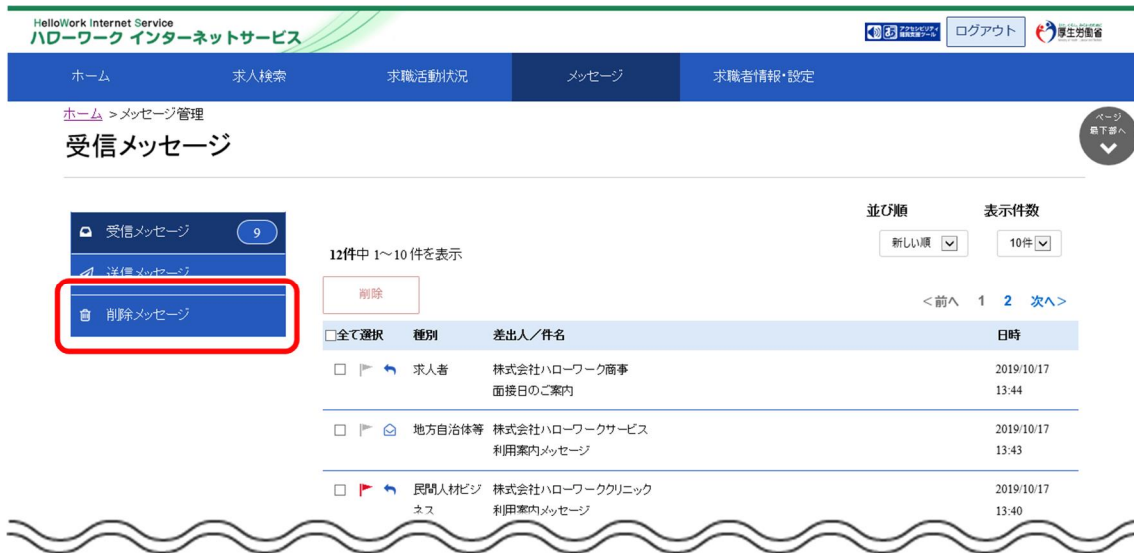 HelloWork Internet Service
ハローワーク インターネットサービス
ログアウト
厚生労働省
ホーム 求人検索 求職活動状況 メッセージ 求職者情報・設定
ホーム >メッセージ管理
ページ
最下部へ
受信メッセージ
並び順 表示件数
受信メッセージ 9
新しい順 10件
12件中 1～10 件を表示
送信メッセージ
削除
削除メッセージ
<前へ 1 2 次へ>
全て選択 種別 差出人／件名 日時
求人者 株式会社ハローワーク商事 2019/10/17
面接日のご案内 13:44
地方自治体等 株式会社ハローワークサービス 2019/10/17
利用案内メッセージ 13:43
民間人材ビジ 株式会社ハローワーククリニック 2019/10/17
ネス 利用案内メッセージ 13:40